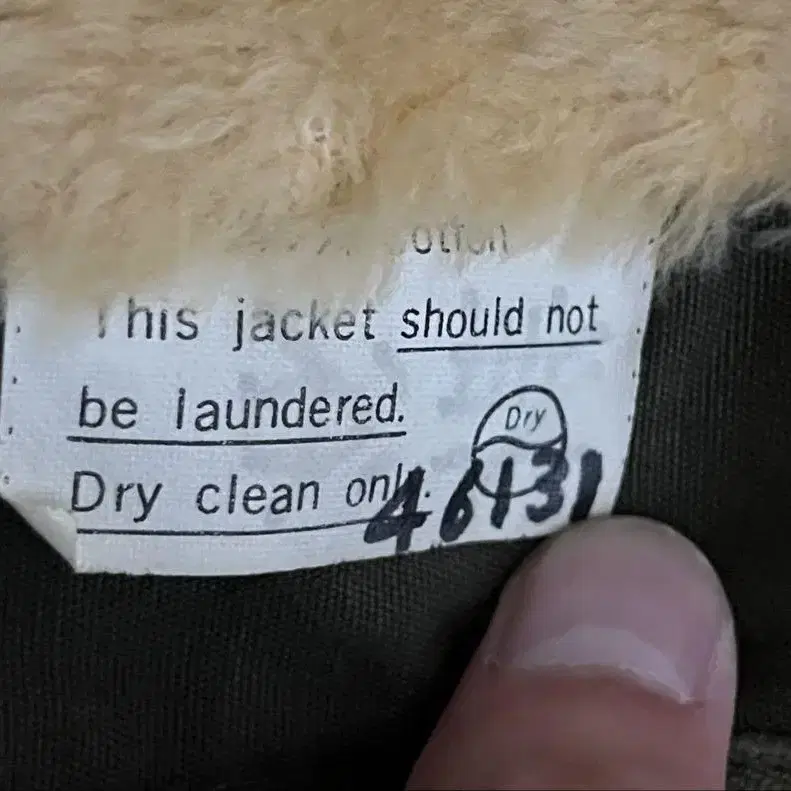 This jacket should not
be laundered.
Dry
Dry clean only.
46131